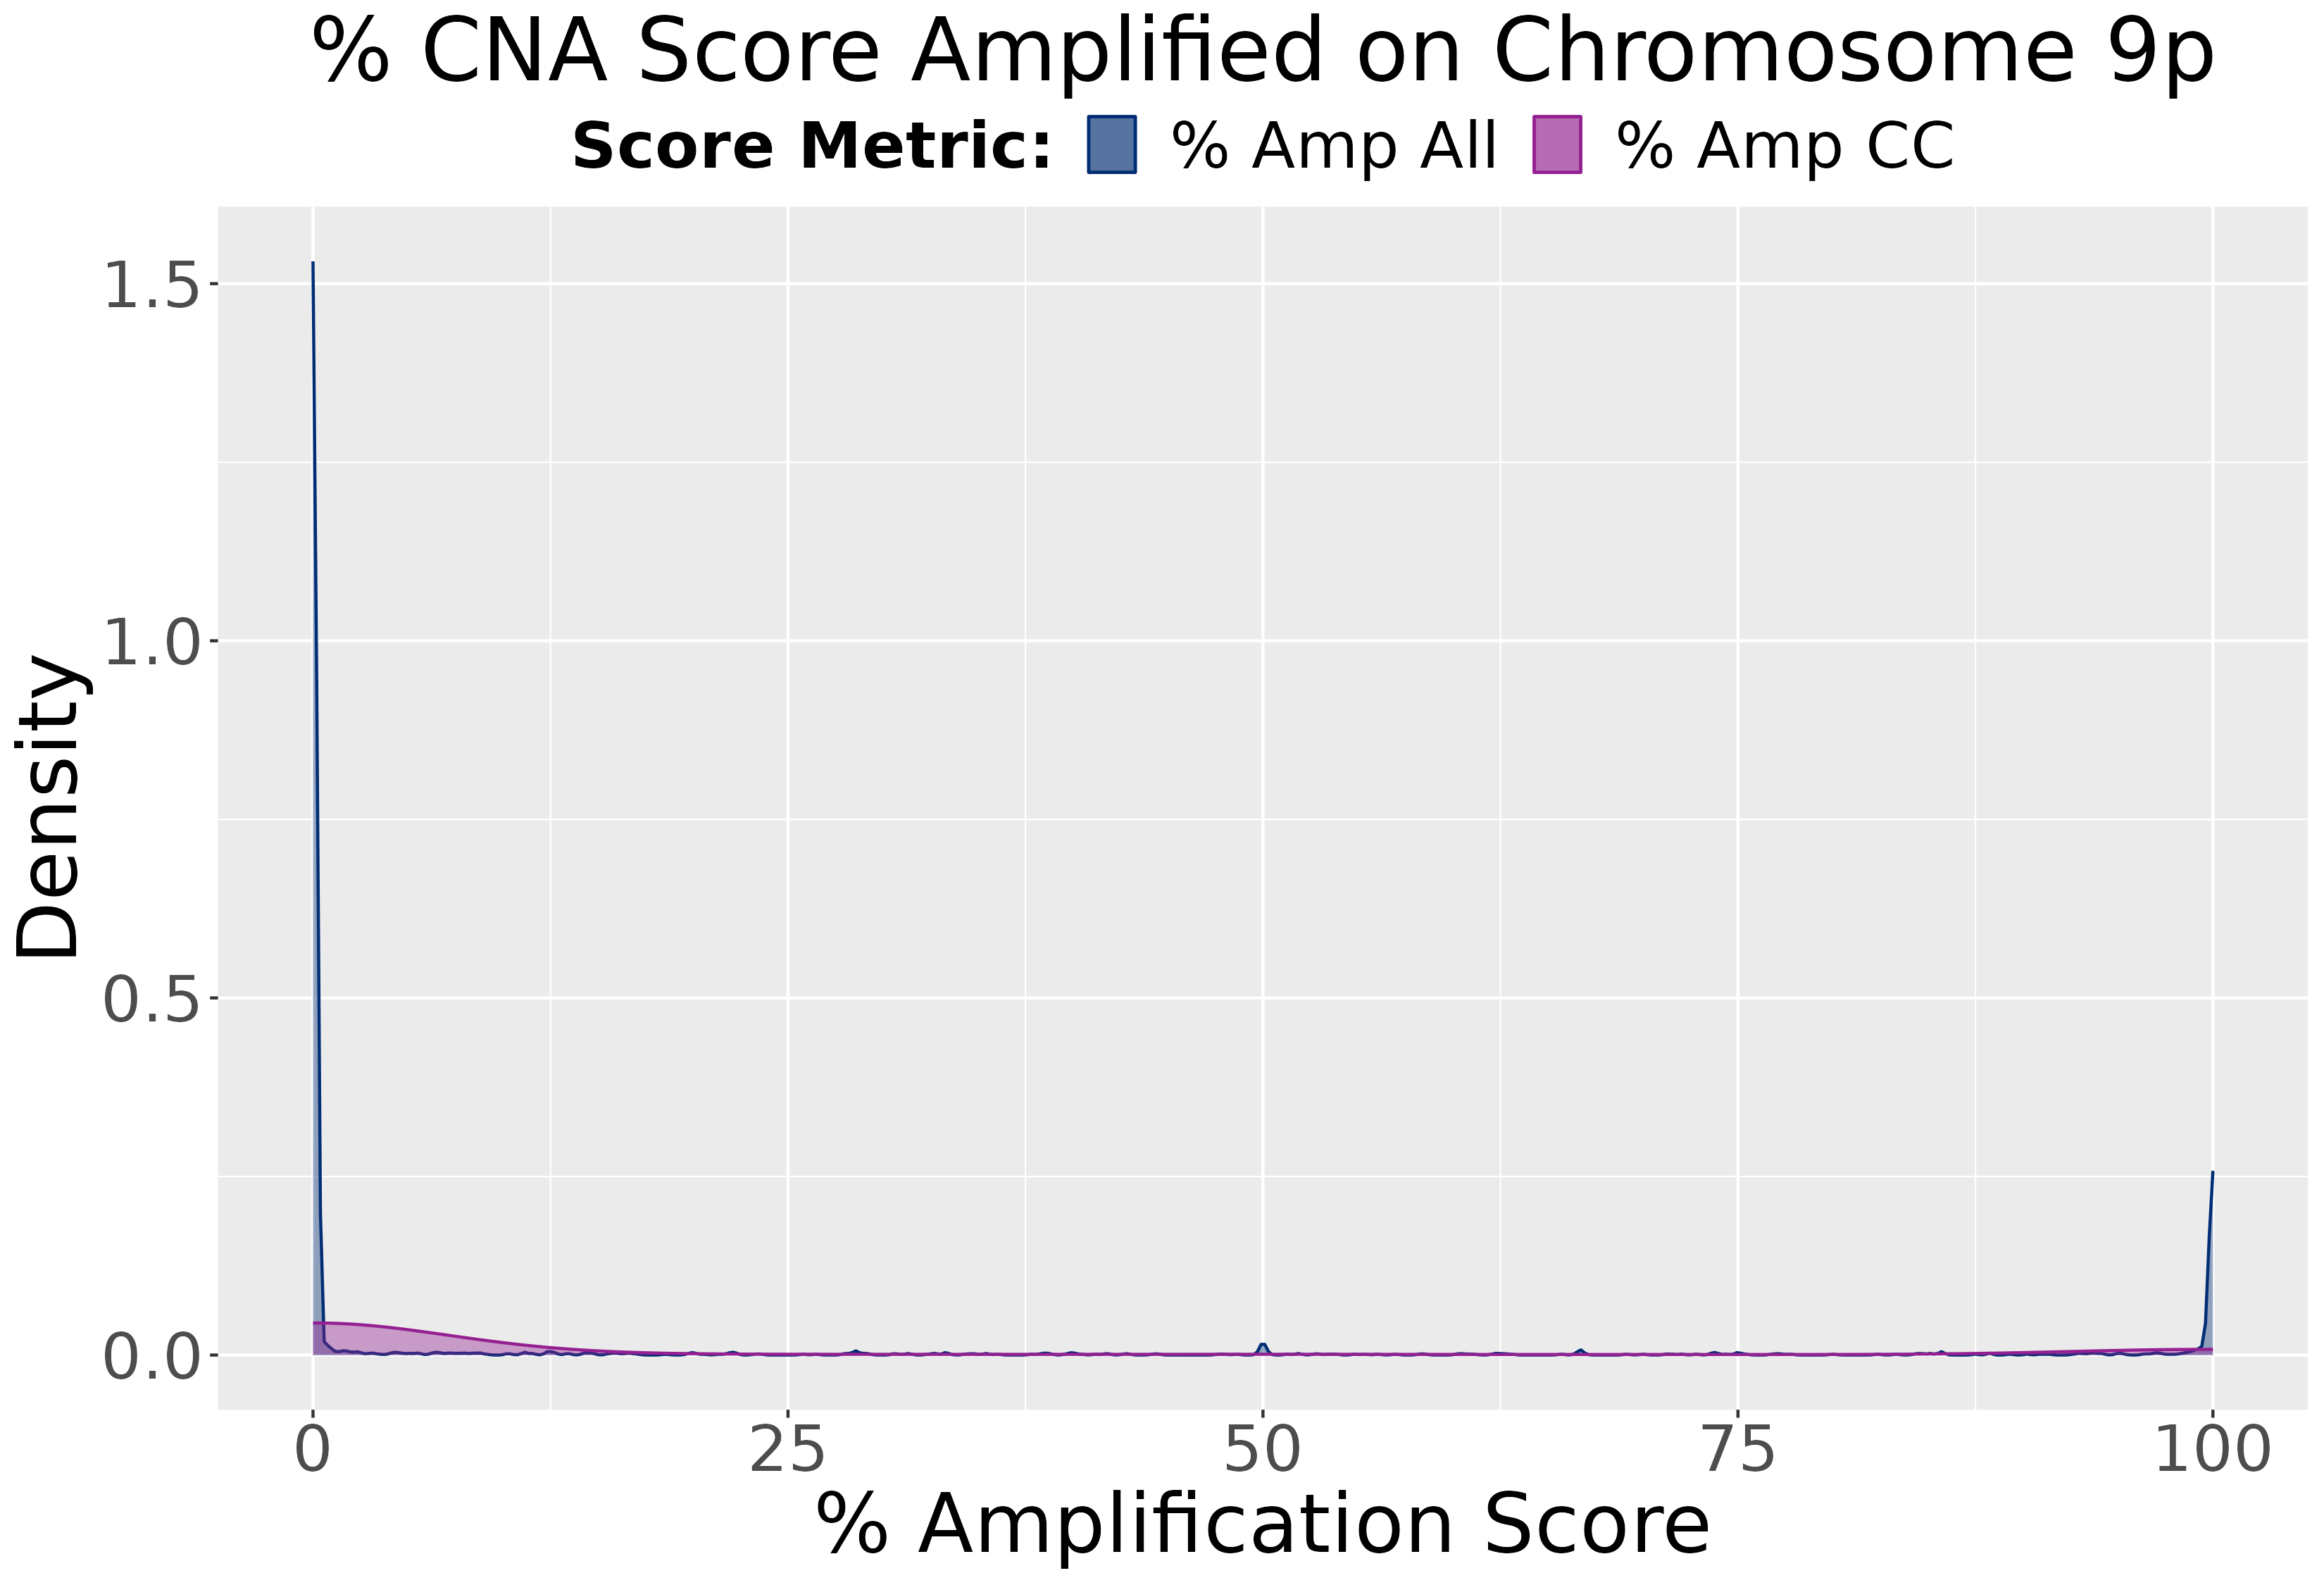 % CNA Score Amplified on Chromosome 9p
Score Metric: % Amp All % Amp CC
1.5
1.0
0.5
0.0
Density
0 25 50 75 100
% Amplification Score